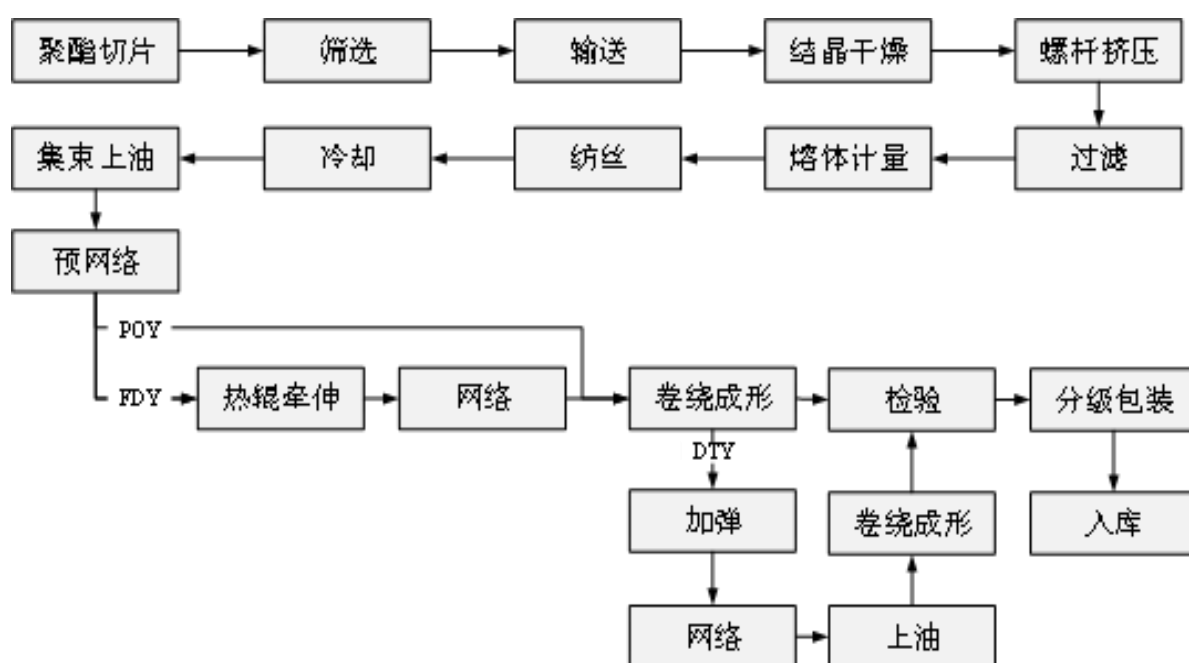 聚酯切片
筛选
输送
结晶干燥
螺杆挤压
集束上油
冷却
纺丝
熔体计量
过滤
预网络
POY
FDY
热辊牵伸
网络
卷绕成形
检验
分级包装
DTY
加弹
卷绕成形
入库
网络
上油